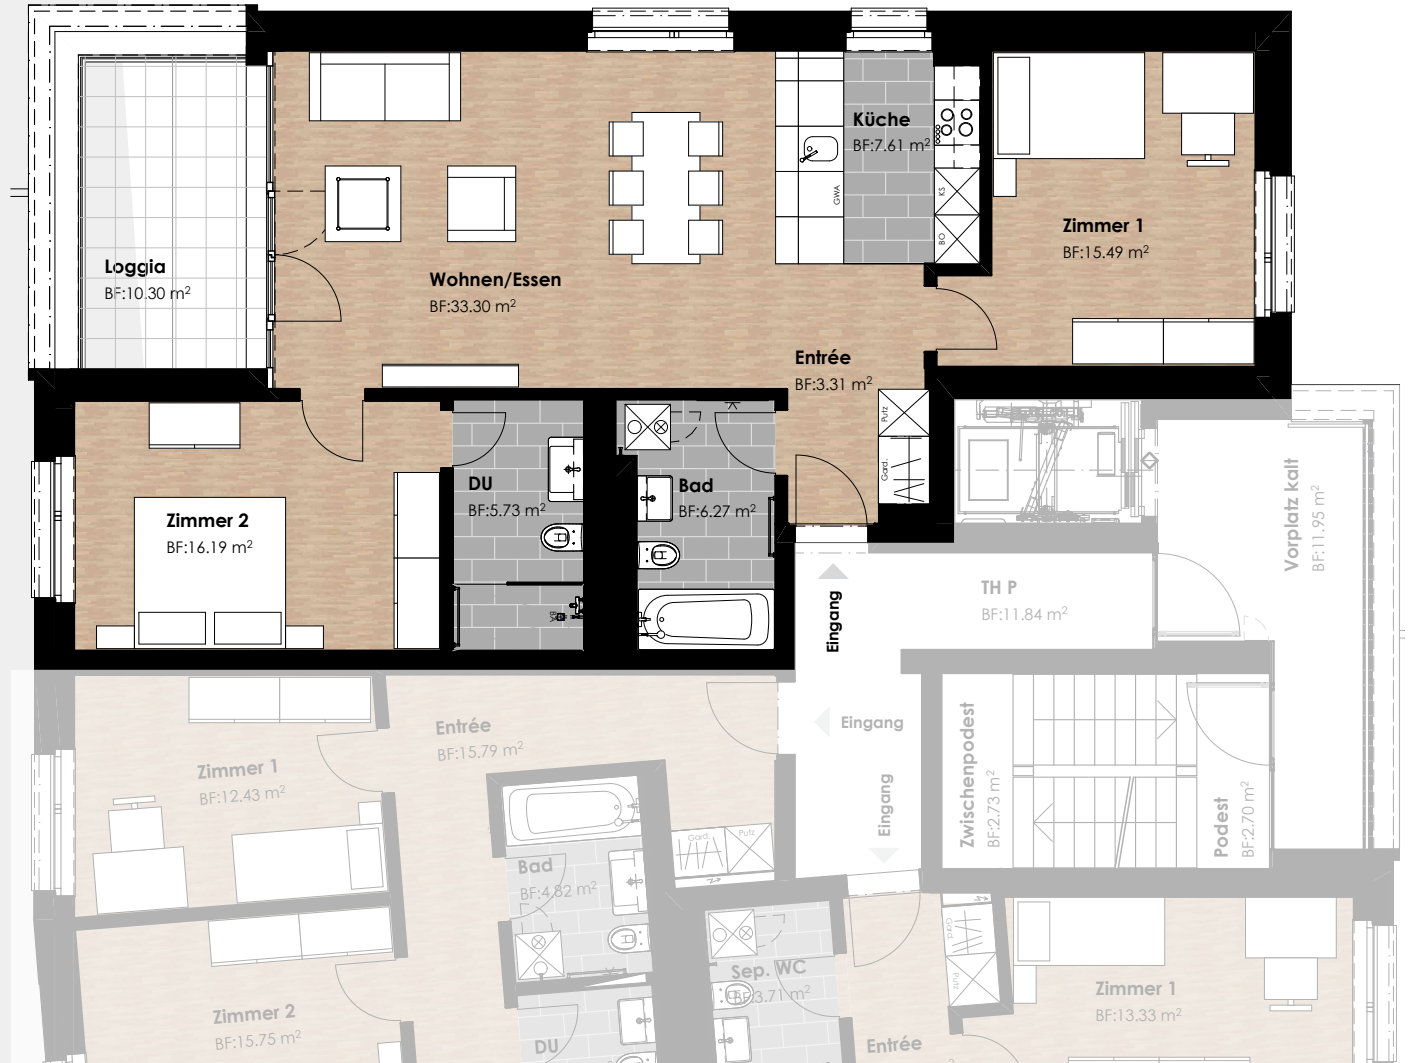 Küche
BF:7.61 m²
GWA
KS
BO
Zimmer 1
BF:15.49 m²
Loggia
BF:10.30 m²
Wohnen/Essen
BF:33.30 m²
Entrée
BF:3.31 m²
Putz
Gard.
Zimmer 2
BF:16.19 m²
DU
BF:5.73 m²
Bad
BF:6.27 m²
Vorplatz kalt
BF:11.95 m²
Eingang
TH P
BF:11.84 m²
Eingang
Eingang
Zwischenpodest
BF:2.73 m²
Podest
BF:2.70 m²
Entrée
BF:15.79 m²
Zimmer 1
BF:12.43 m²
Gard.
Putz
Bad
BF:4.82 m²
Zimmer 2
BF:15.75 m²
DU
Sep. WC
BF:3.71 m²
Gard.
Putz
Entrée
Zimmer 1
BF:13.33 m²